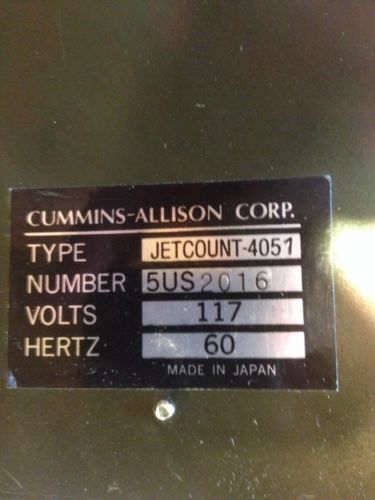 CUMMINS-ALLISON CORP.
TYPE JETCOUNT-4051
NUMBER 5US2016
VOLTS 117
HERTZ 60
MADE IN JAPAN